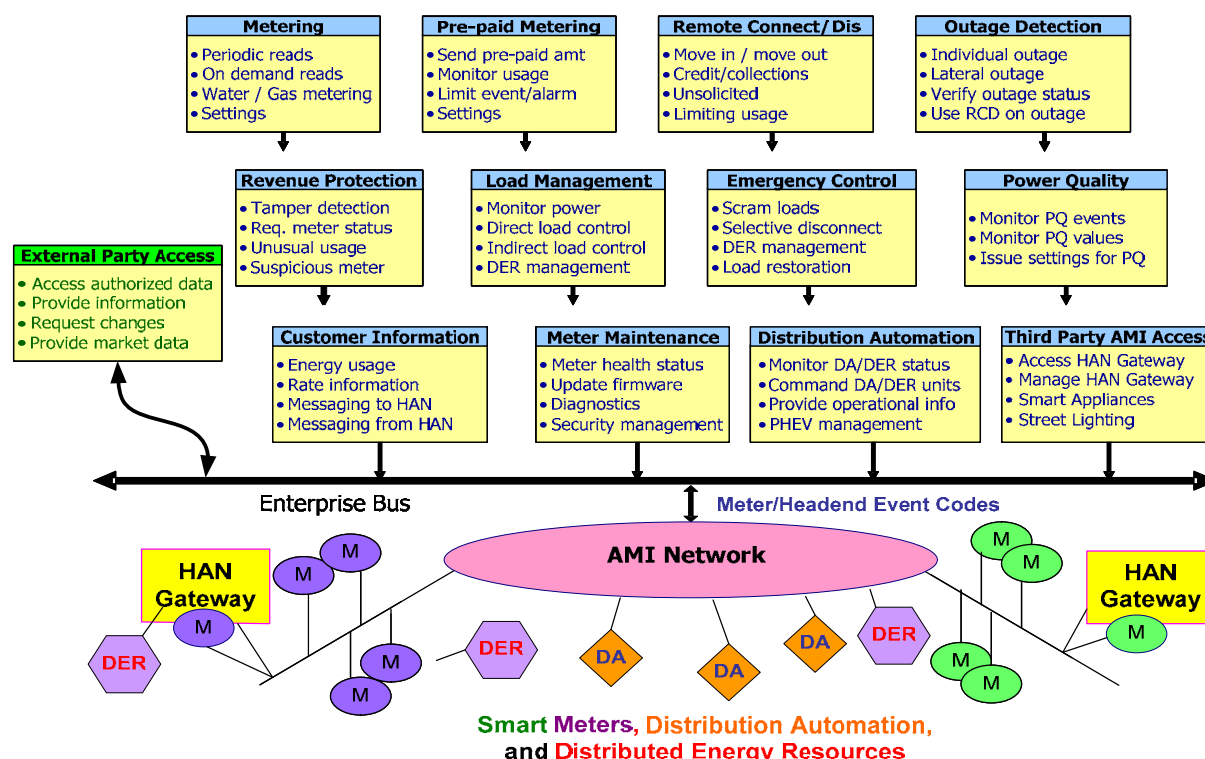 Metering
• Periodic reads
• On demand reads
• Water / Gas metering
• Settings
Pre-paid Metering
• Send pre-paid amt
• Monitor usage
• Limit event/alarm
• Settings
Remote Connect/Dis
• Move in / move out
• Credit/collections
• Unsolicited
• Limiting usage
Outage Detection
• Individual outage
• Lateral outage
• Verify outage status
• Use RCD on outage
Revenue Protection
• Tamper detection
• Req. meter status
• Unusual usage
• Suspicious meter
Load Management
• Monitor power
• Direct load control
• Indirect load control
• DER management
Emergency Control
• Scram loads
• Selective disconnect
• DER management
• Load restoration
Power Quality
• Monitor PQ events
• Monitor PQ values
• Issue settings for PQ
External Party Access
• Access authorized data
• Provide information
• Request changes
• Provide market data
Customer Information
• Energy usage
• Rate information
• Messaging to HAN
• Messaging from HAN
Meter Maintenance
• Meter health status
• Update firmware
• Diagnostics
• Security management
Distribution Automation
• Monitor DA/DER status
• Command DA/DER units
• Provide operational info
• PHEV management
Third Party AMI Access
• Access HAN Gateway
• Manage HAN Gateway
• Smart Appliances
• Street Lighting
Enterprise Bus
Meter/Headend Event Codes
AMI Network
HAN
Gateway
M
M
M
M
M
DER
DER
DA
DA
DA
DER
M
M
M
M
M
HAN
Gateway
Smart Meters, Distribution Automation,
and Distributed Energy Resources